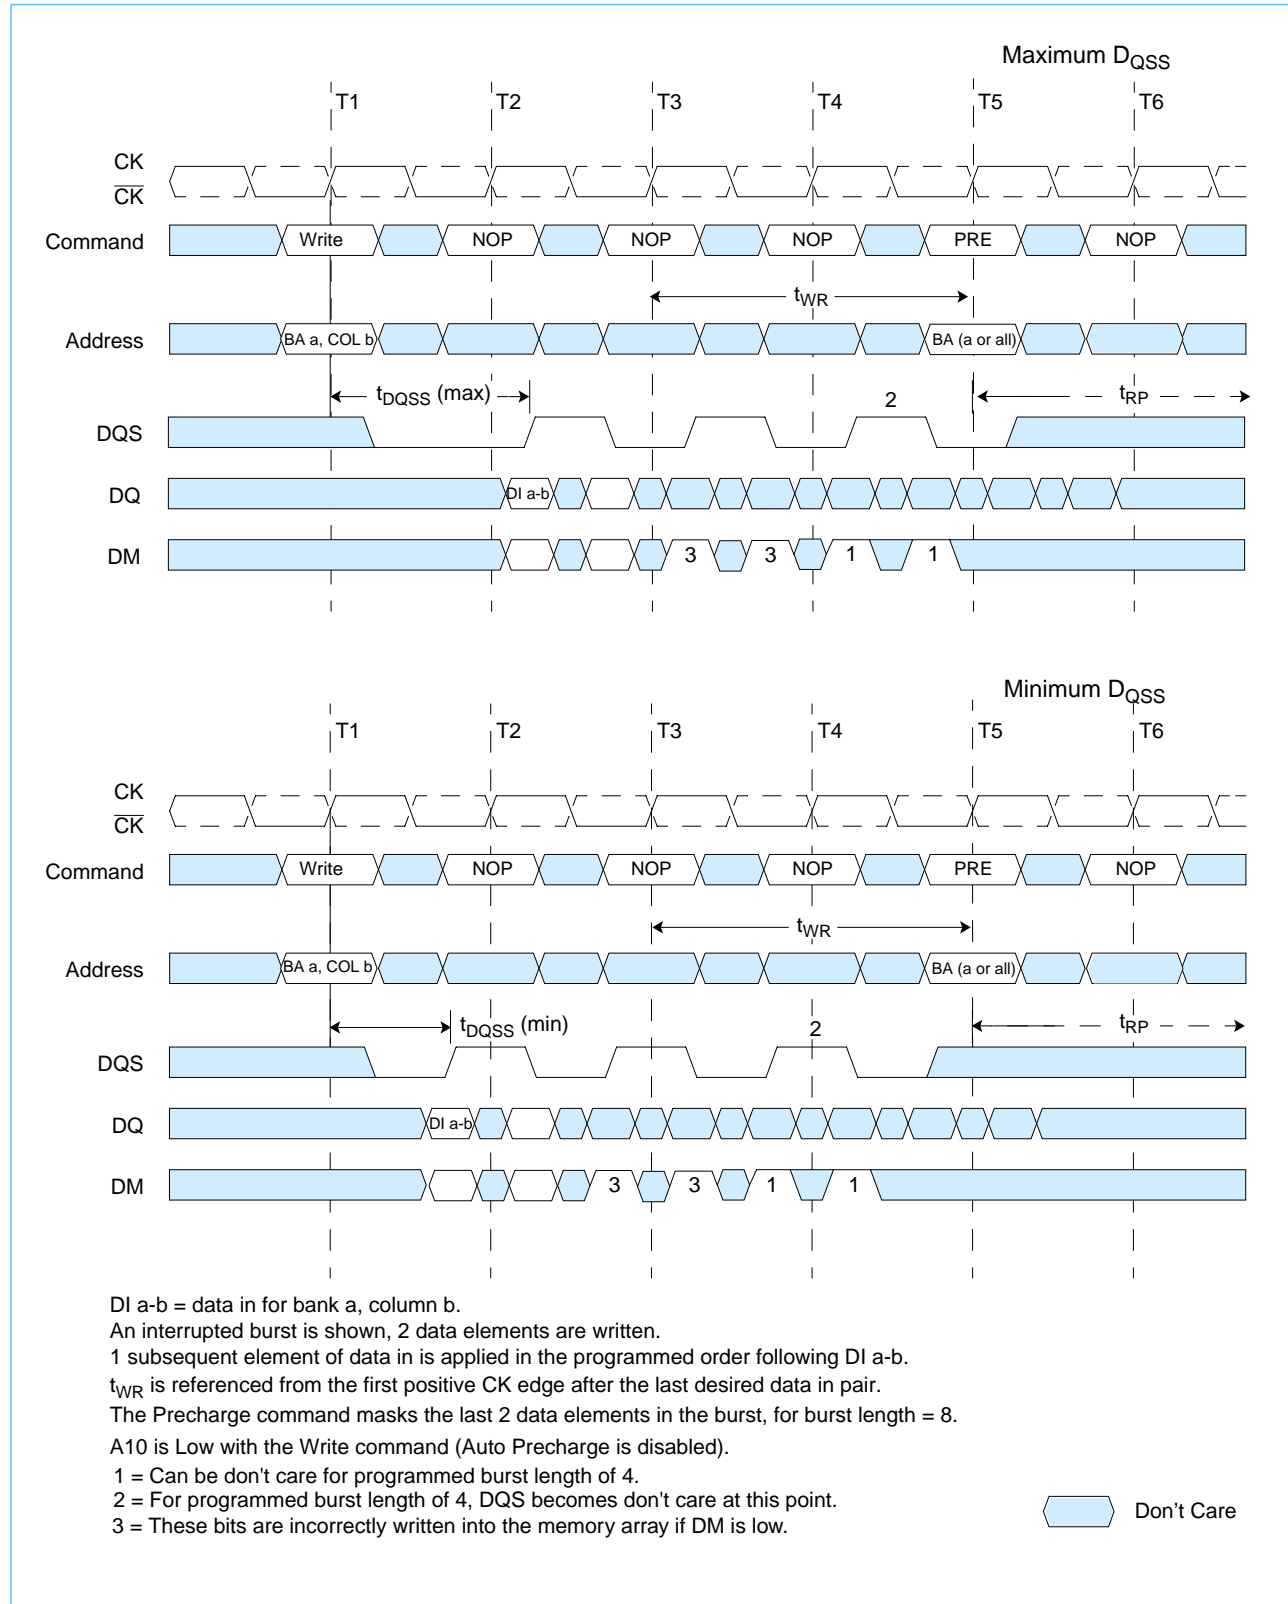 Maximum DQSS
T1 T2 T3 T4 T5 T6
CK
CK
Command Write NOP NOP NOP PRE NOP
tWR
Address BA a, COL b BA (a or all)
tDQSS (max) 2 tRP
DQS
DQ DI a-b
DM 3 3 1 1
Minimum DQSS
T1 T2 T3 T4 T5 T6
CK
CK
Command Write NOP NOP NOP PRE NOP
tWR
Address BA a, COL b BA (a or all)
tDQSS (min) 2 tRP
DQS
DQ DI a-b
DM 3 3 1 1
DI a-b = data in for bank a, column b.
An interrupted burst is shown, 2 data elements are written.
1 subsequent element of data in is applied in the programmed order following DI a-b.
tWR is referenced from the first positive CK edge after the last desired data in pair.
The Precharge command masks the last 2 data elements in the burst, for burst length = 8.
A10 is Low with the Write command (Auto Precharge is disabled).
1 = Can be don't care for programmed burst length of 4.
2 = For programmed burst length of 4, DQS becomes don't care at this point.
3 = These bits are incorrectly written into the memory array if DM is low.
Don't Care